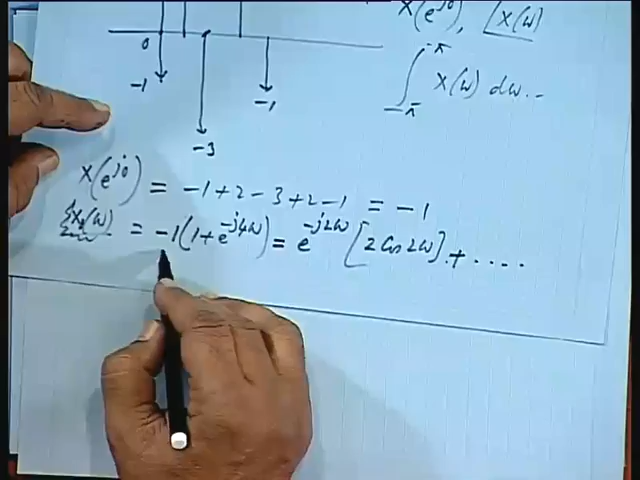 X(e^{j0}), X(ω)
0
-1
-3
-1
∫_{-π}^{-π} X(ω) dω..
X(e^{j0}) = -1+2-3+2-1 = -1
= -1(1+e^{-j4ω}) = e^{-j2ω} [2 Cos 2ω] + ....